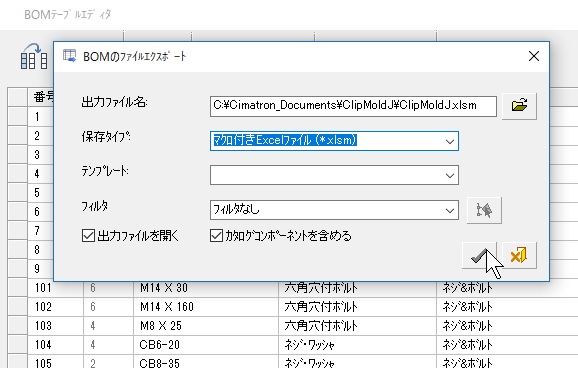 BOMﾃｰﾌﾞﾙｴﾃﾞｨﾀ
BOMのﾌｧｲﾙｴｸｽﾎﾟｰﾄ
出力ﾌｧｲﾙ名: C:¥Cimatron_Documents¥ClipMoldJ¥ClipMoldJ.xlsm
保存ﾀｲﾌﾟ: ﾏｸﾛ付きExcelﾌｧｲﾙ (*.xlsm)
ﾃﾝﾌﾟﾚｰﾄ:
ﾌｨﾙﾀ ﾌｨﾙﾀなし
出力ﾌｧｲﾙを開く ｶﾀﾛｸﾞｺﾝﾎﾟｰﾈﾝﾄを含める
番号
1
2
3
4
5
6
7
8
9
101 6 M14 X 30 六角穴付ﾎﾞﾙﾄ ﾈｼﾞ&ﾎﾞﾙﾄ
102 6 M14 X 160 六角穴付ﾎﾞﾙﾄ ﾈｼﾞ&ﾎﾞﾙﾄ
103 4 M8 X 25 六角穴付ﾎﾞﾙﾄ ﾈｼﾞ&ﾎﾞﾙﾄ
104 4 CB6-20 ﾈｼﾞ･ﾜｯｼｬ ﾈｼﾞ&ﾎﾞﾙﾄ
105 2 CB8-35 ﾈｼﾞ･ﾜｯｼｬ ﾈｼﾞ&ﾎﾞﾙﾄ